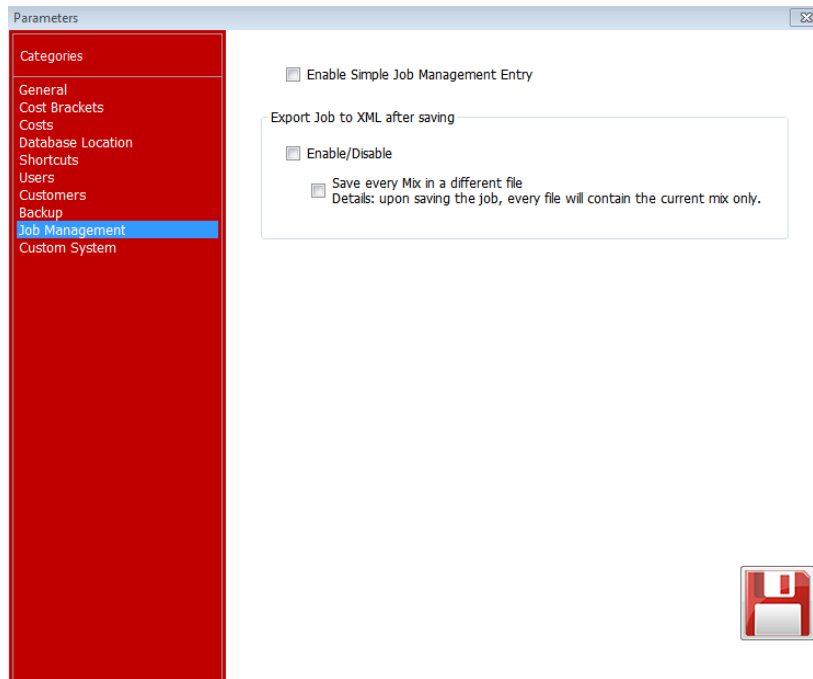 Parameters
Categories
General
Cost Brackets
Costs
Database Location
Shortcuts
Users
Customers
Backup
Job Management
Custom System
Enable Simple Job Management Entry
Export Job to XML after saving
Enable/Disable
Save every Mix in a different file
Details: upon saving the job, every file will contain the current mix only.